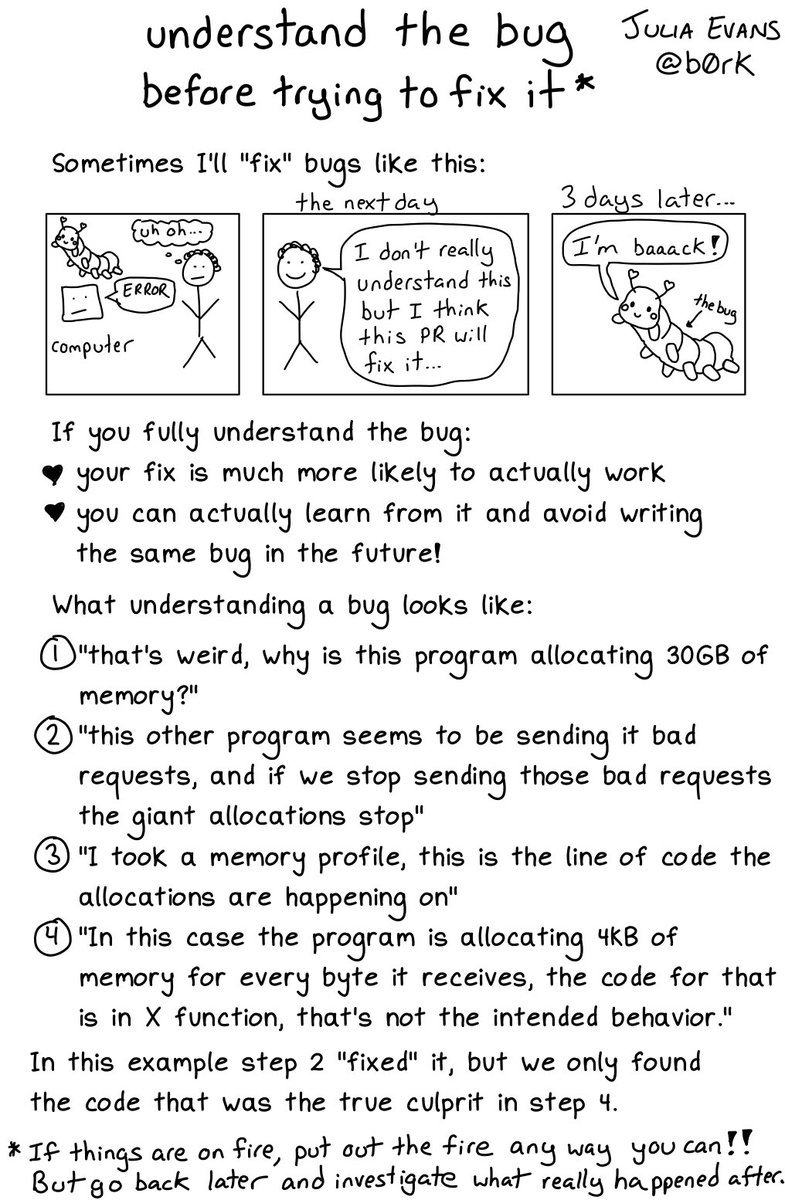 understand the bug
before trying to fix it*
JULIA EVANS
@b0rk
Sometimes I'll "fix" bugs like this:
uh oh...
ERROR
computer
the next day
I don't really
understand this
but I think
this PR will
fix it...
3 days later...
I'm baaack!
the bug
If you fully understand the bug:
♥ your fix is much more likely to actually work
♥ you can actually learn from it and avoid writing
the same bug in the future!
What understanding a bug looks like:
① "that's weird, why is this program allocating 30GB of
memory?"
② "this other program seems to be sending it bad
requests, and if we stop sending those bad requests
the giant allocations stop"
③ "I took a memory profile, this is the line of code the
allocations are happening on"
④ "In this case the program is allocating 4KB of
memory for every byte it receives, the code for that
is in X function, that's not the intended behavior."
In this example step 2 "fixed" it, but we only found
the code that was the true culprit in step 4.
* If things are on fire, put out the fire any way you can!!
But go back later and investigate what really happened after.